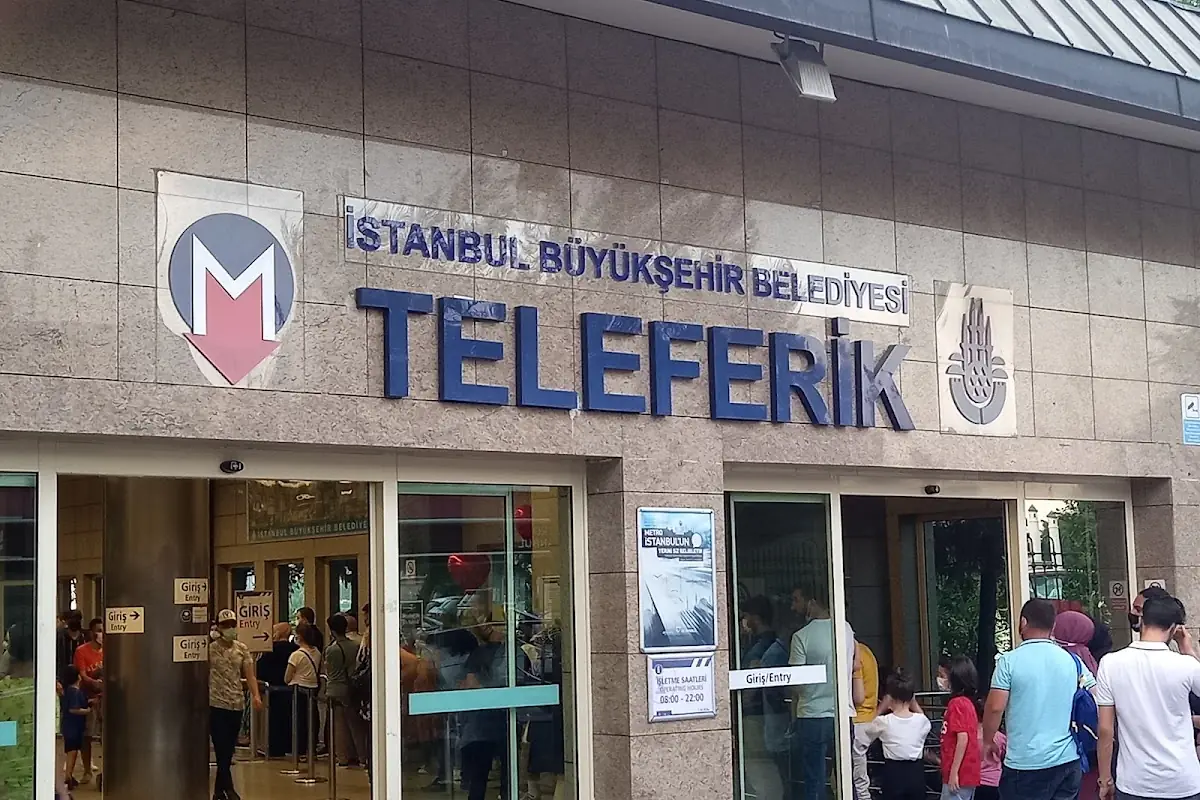 M
İSTANBUL BÜYÜKŞEHİR BELEDİYESİ
TELEFERİK
İSTANBUL BÜYÜKŞEHİR BELEDİYE
Giriş
Entry
Giriş
Entry
Giriş
Entry
GİRİŞ
Entry
METRO
İSTANBUL'UN
İŞLETME SAATLERİ
OPERATING HOURS
08:00 - 22:00
Giriş/Entry